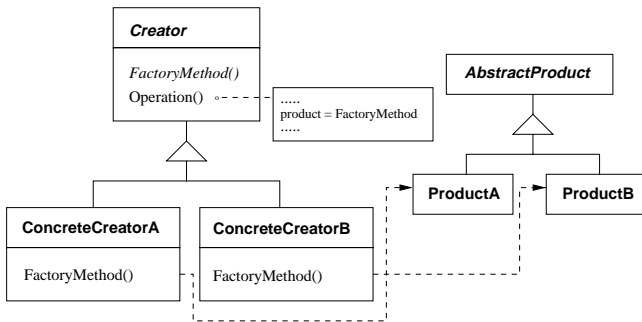 Creator
FactoryMethod()
Operation()
.....
product = FactoryMethod
.....
AbstractProduct
ProductA
ProductB
ConcreteCreatorA
FactoryMethod()
ConcreteCreatorB
FactoryMethod()